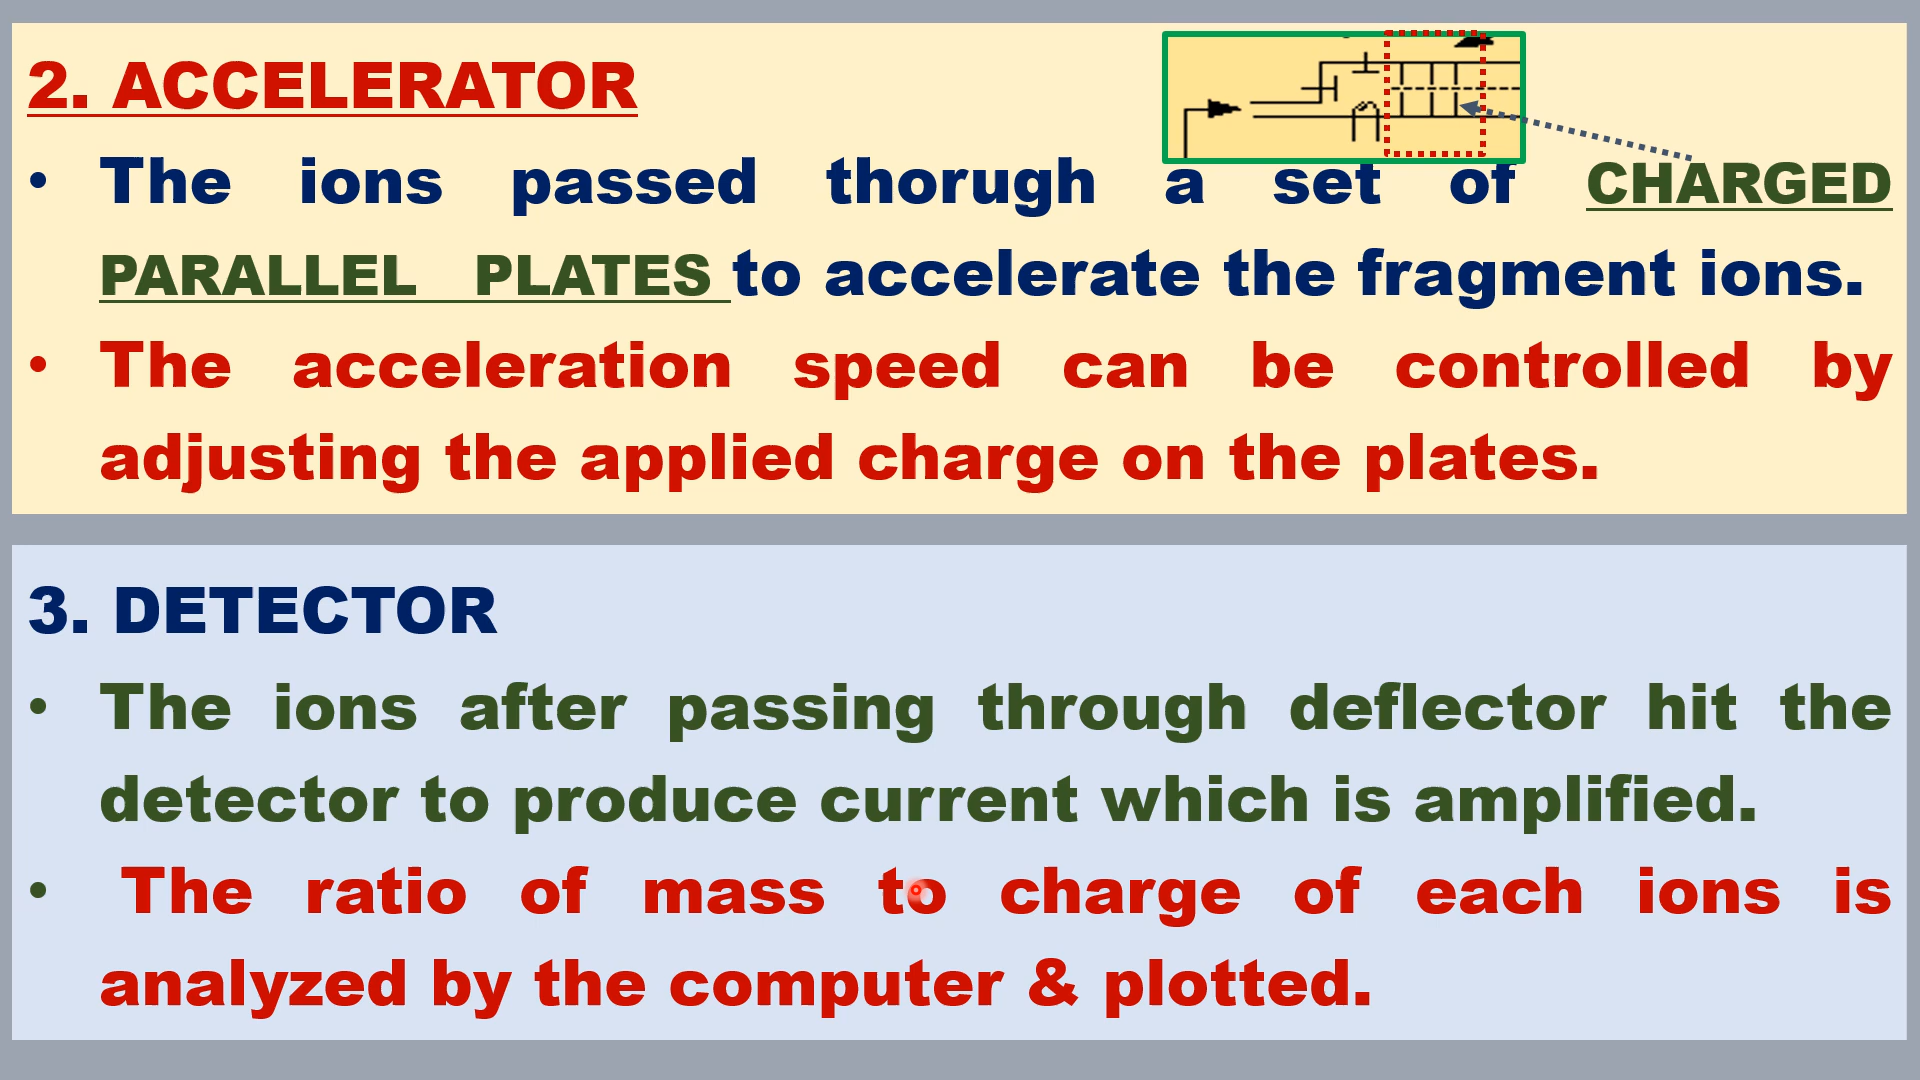 2. ACCELERATOR
• The ions passed thorugh a set of CHARGED
PARALLEL PLATES to accelerate the fragment ions.
• The acceleration speed can be controlled by
adjusting the applied charge on the plates.
3. DETECTOR
• The ions after passing through deflector hit the
detector to produce current which is amplified.
• The ratio of mass to charge of each ions is
analyzed by the computer & plotted.